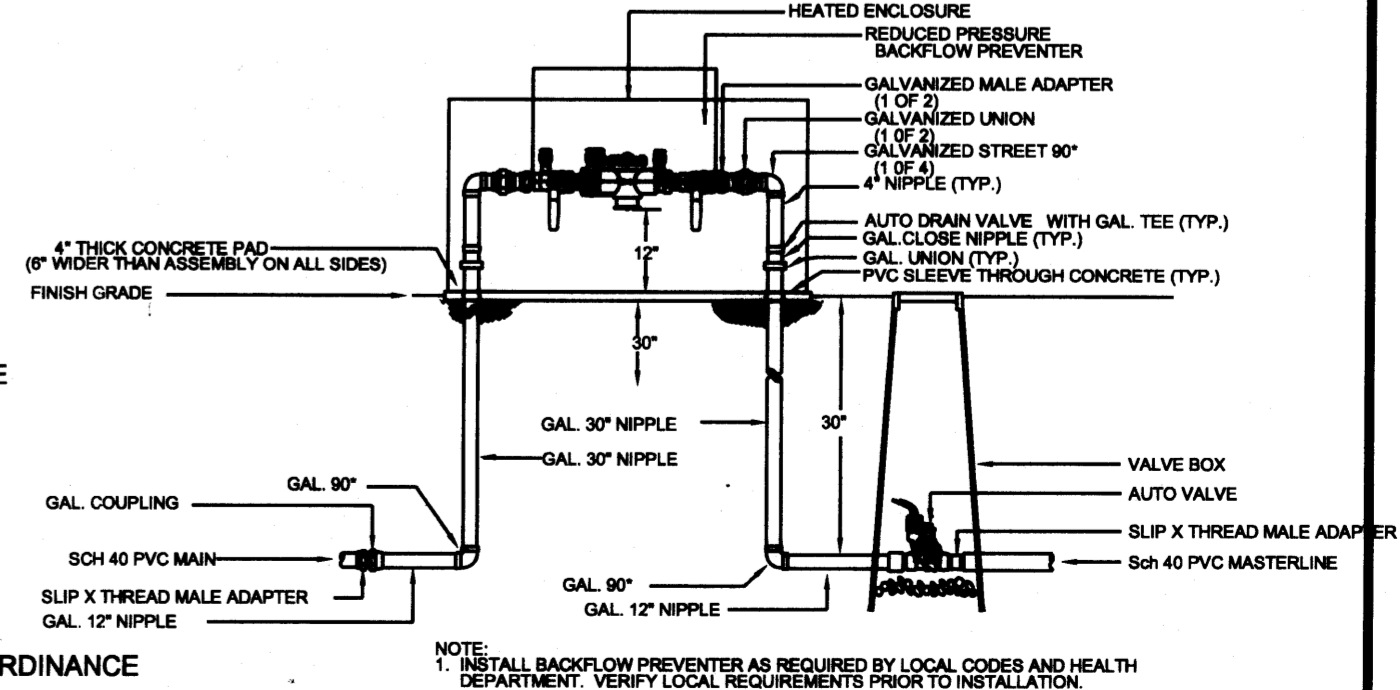 HEATED ENCLOSURE
REDUCED PRESSURE
BACKFLOW PREVENTER
GALVANIZED MALE ADAPTER
(1 OF 2)
GALVANIZED UNION
(1 0F 2)
GALVANIZED STREET 90°
(1 0F 4)
4" NIPPLE (TYP.)
AUTO DRAIN VALVE WITH GAL. TEE (TYP.)
GAL.CLOSE NIPPLE (TYP.)
GAL. UNION (TYP.)
PVC SLEEVE THROUGH CONCRETE (TYP.)
4" THICK CONCRETE PAD
(6" WIDER THAN ASSEMBLY ON ALL SIDES)
FINISH GRADE
12"
30"
E
GAL. 30" NIPPLE
30"
GAL. 30" NIPPLE
GAL. 90°
GAL. COUPLING
SCH 40 PVC MAIN
SLIP X THREAD MALE ADAPTER
GAL. 12" NIPPLE
GAL. 90°
GAL. 12" NIPPLE
VALVE BOX
AUTO VALVE
SLIP X THREAD MALE ADAPTER
Sch 40 PVC MASTERLINE
RDINANCE
NOTE:
1. INSTALL BACKFLOW PREVENTER AS REQUIRED BY LOCAL CODES AND HEALTH
DEPARTMENT. VERIFY LOCAL REQUIREMENTS PRIOR TO INSTALLATION.